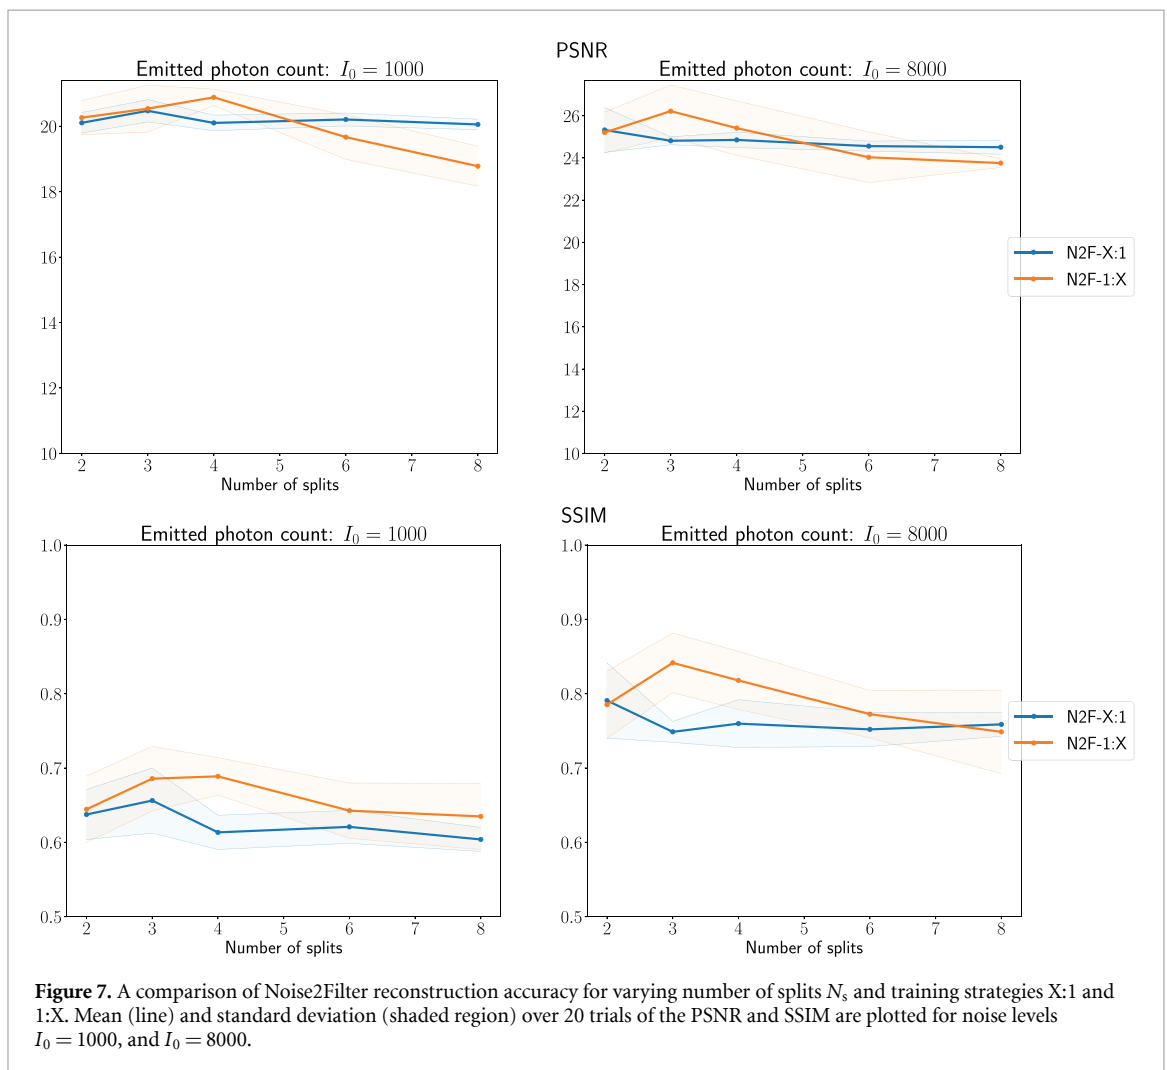 PSNR
Emitted photon count: I₀ = 1000
20
18
16
14
12
10
2 3 4 5 6 7 8
Number of splits
Emitted photon count: I₀ = 8000
26
24
22
20
18
16
14
12
10
2 3 4 5 6 7 8
Number of splits
N2F-X:1
N2F-1:X
SSIM
Emitted photon count: I₀ = 1000
1.0
0.9
0.8
0.7
0.6
0.5
2 3 4 5 6 7 8
Number of splits
Emitted photon count: I₀ = 8000
1.0
0.9
0.8
0.7
0.6
0.5
2 3 4 5 6 7 8
Number of splits
N2F-X:1
N2F-1:X
Figure 7. A comparison of Noise2Filter reconstruction accuracy for varying number of splits Nₛ and training strategies X:1 and
1:X. Mean (line) and standard deviation (shaded region) over 20 trials of the PSNR and SSIM are plotted for noise levels
I₀ = 1000, and I₀ = 8000.